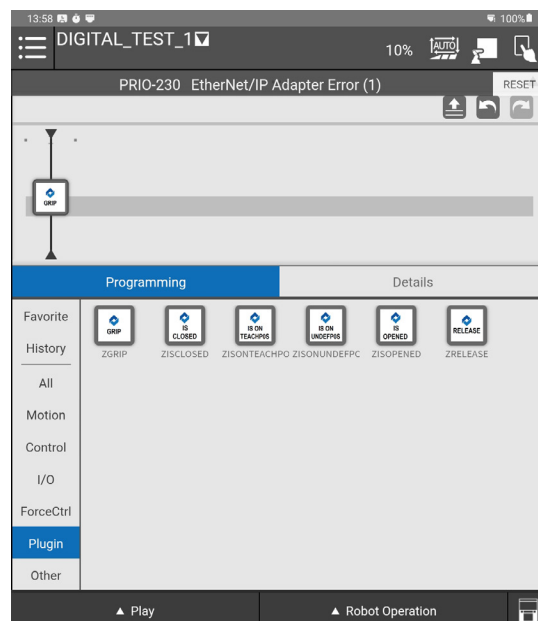 13:58 100%
DIGITAL_TEST_1 10% AUTO
PRIO-230 EtherNet/IP Adapter Error (1) RESET
GRIP
Programming Details
Favorite
History
All
Motion
Control
I/O
ForceCtrl
Plugin
Other
GRIP
ZGRIP
IS
CLOSED
ZISCLOSED
IS ON
TEACHP0S
ZISONTEACHPO
IS ON
UNDEFP0S
ZISONUNDEFPC
IS
OPENED
ZISOPENED
RELEASE
ZRELEASE
▲ Play ▲ Robot Operation